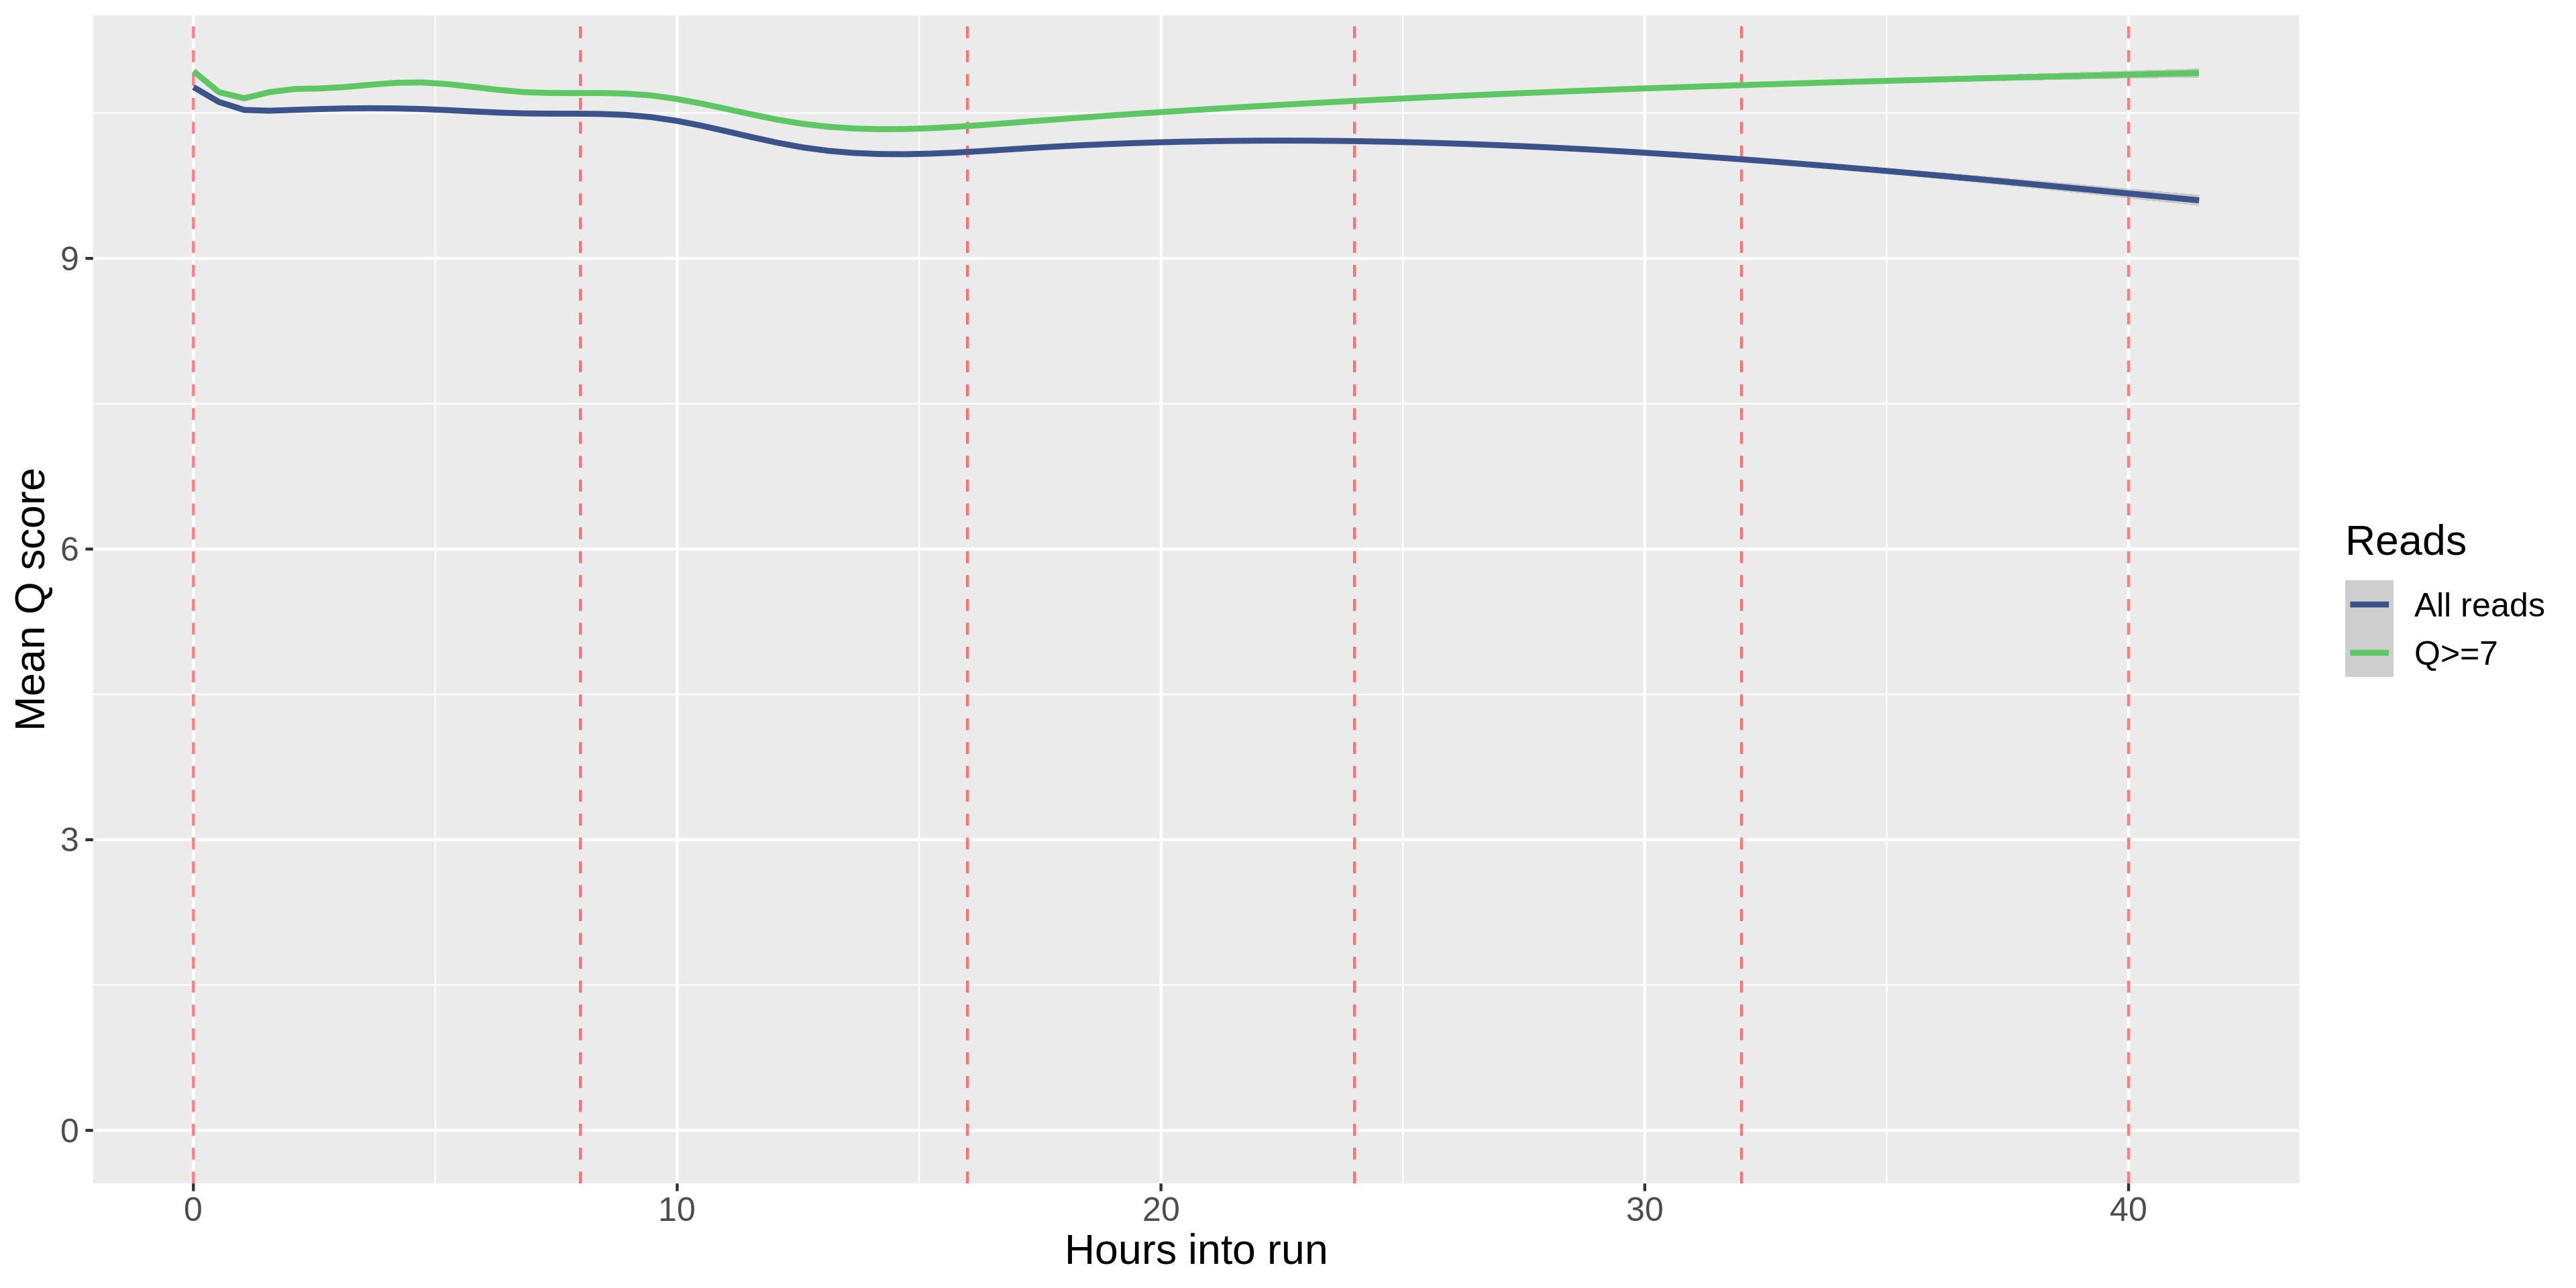 Mean Q score
9
6
3
0
0 10 20 30 40
Hours into run
Reads
All reads
Q>=7